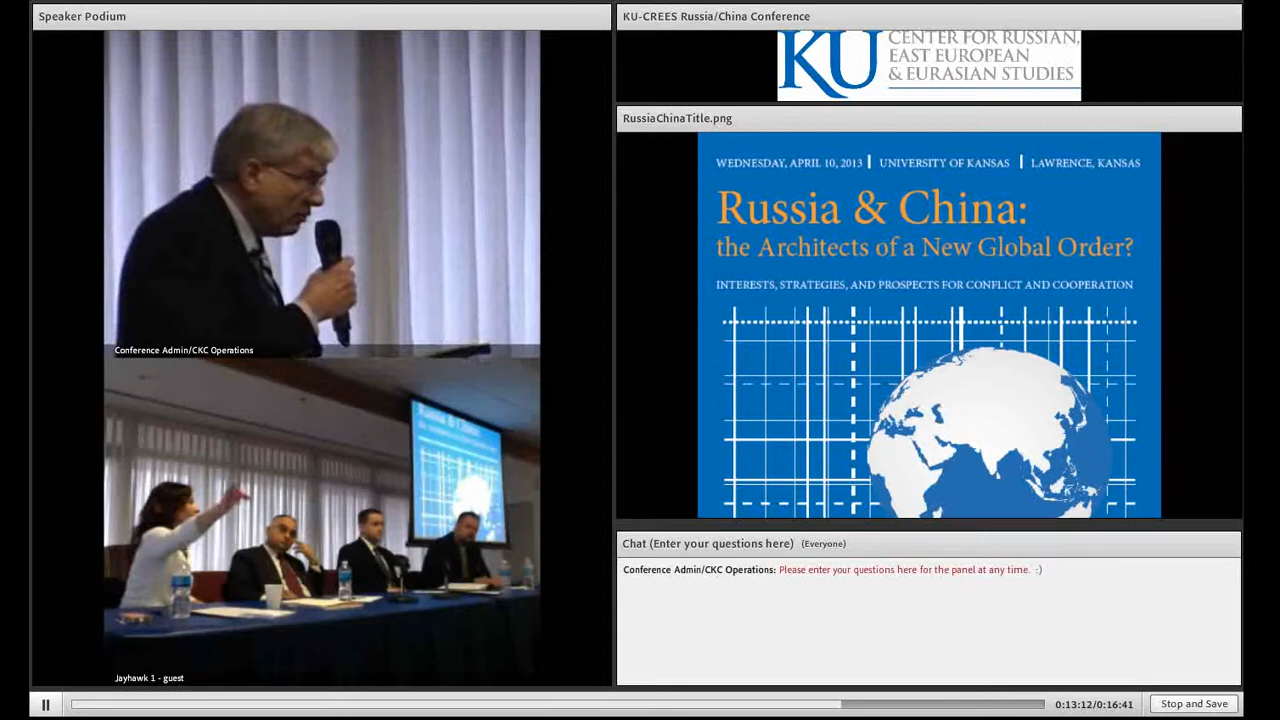 Speaker Podium
Conference Admin/CKC Operations
Russia & China:
Jayhawk 1 - guest
KU-CREES Russia/China Conference
KU CENTER FOR RUSSIAN,
EAST EUROPEAN
& EURASIAN STUDIES
RussiaChinaTitle.png
WEDNESDAY, APRIL 10, 2013 | UNIVERSITY OF KANSAS | LAWRENCE, KANSAS
Russia & China:
the Architects of a New Global Order?
INTERESTS, STRATEGIES, AND PROSPECTS FOR CONFLICT AND COOPERATION
Chat (Enter your questions here) (Everyone)
Conference Admin/CKC Operations: Please enter your questions here for the panel at any time. :)
0:13:12/0:16:41
Stop and Save